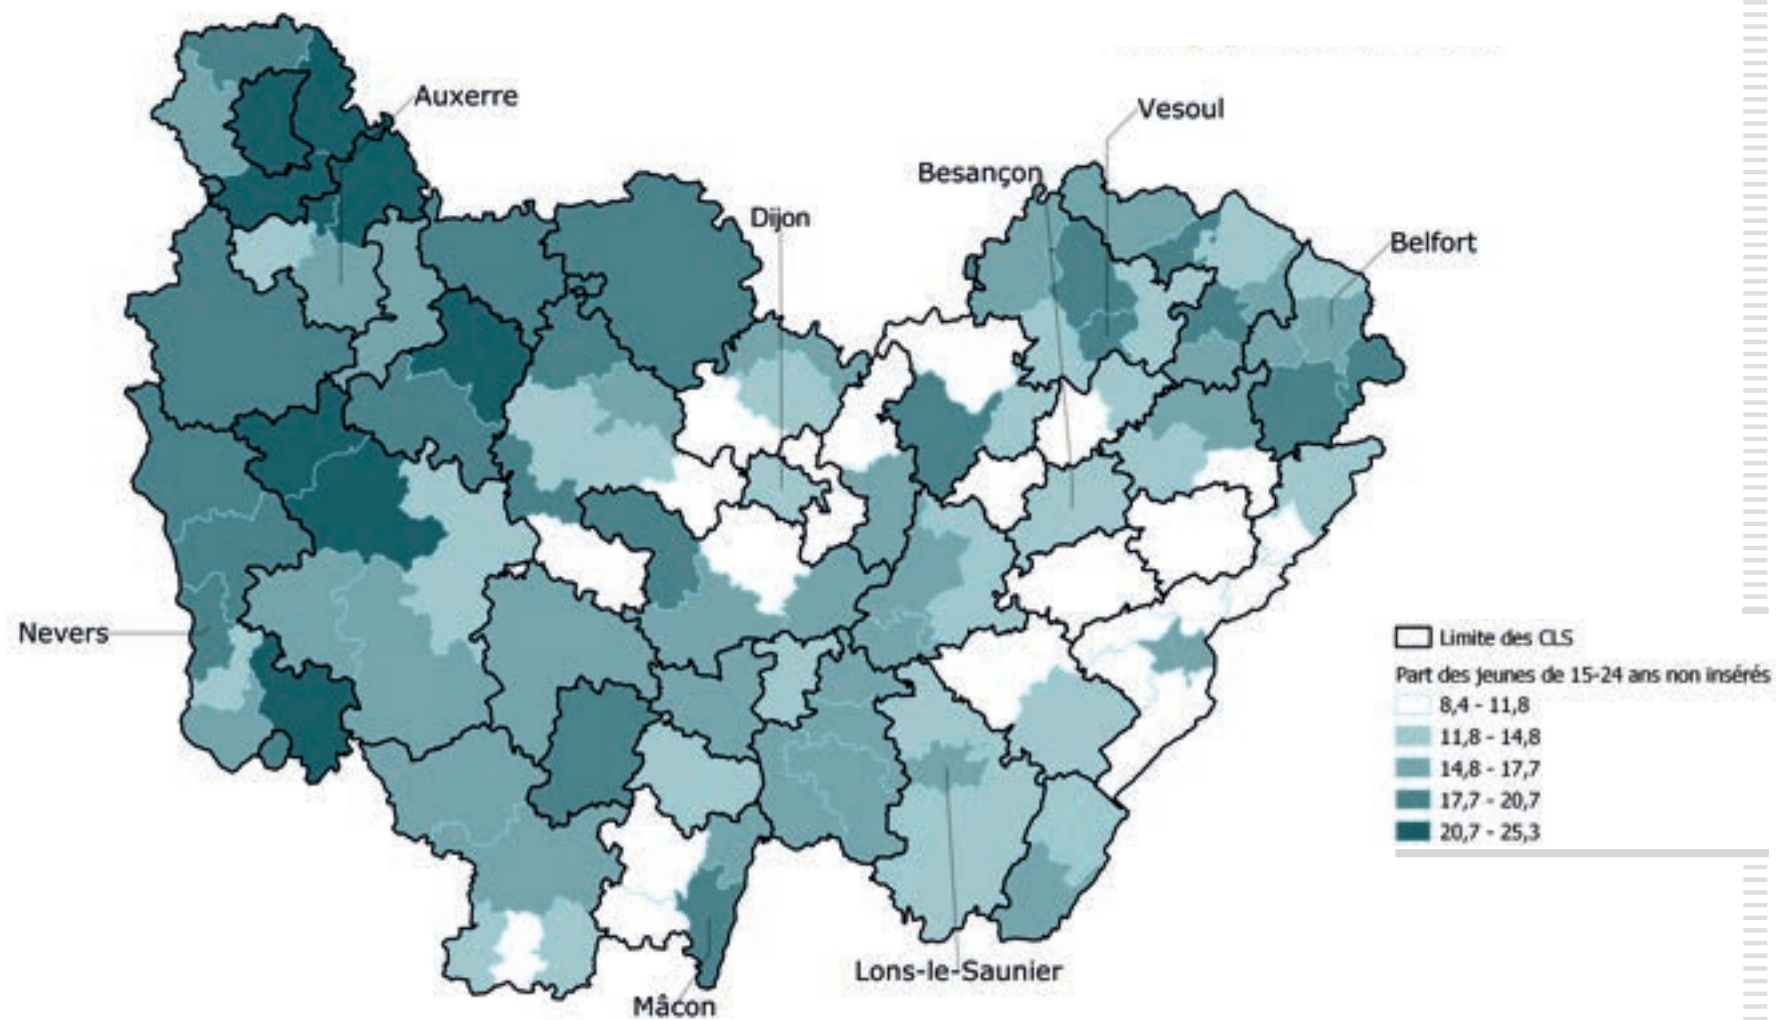 Auxerre
Vesoul
Besançon
Dijon
Belfort
Nevers
Limite des CLS
Part des jeunes de 15-24 ans non insérés
8,4 - 11,8
11,8 - 14,8
14,8 - 17,7
17,7 - 20,7
20,7 - 25,3
Lons-le-Saunier
Mâcon